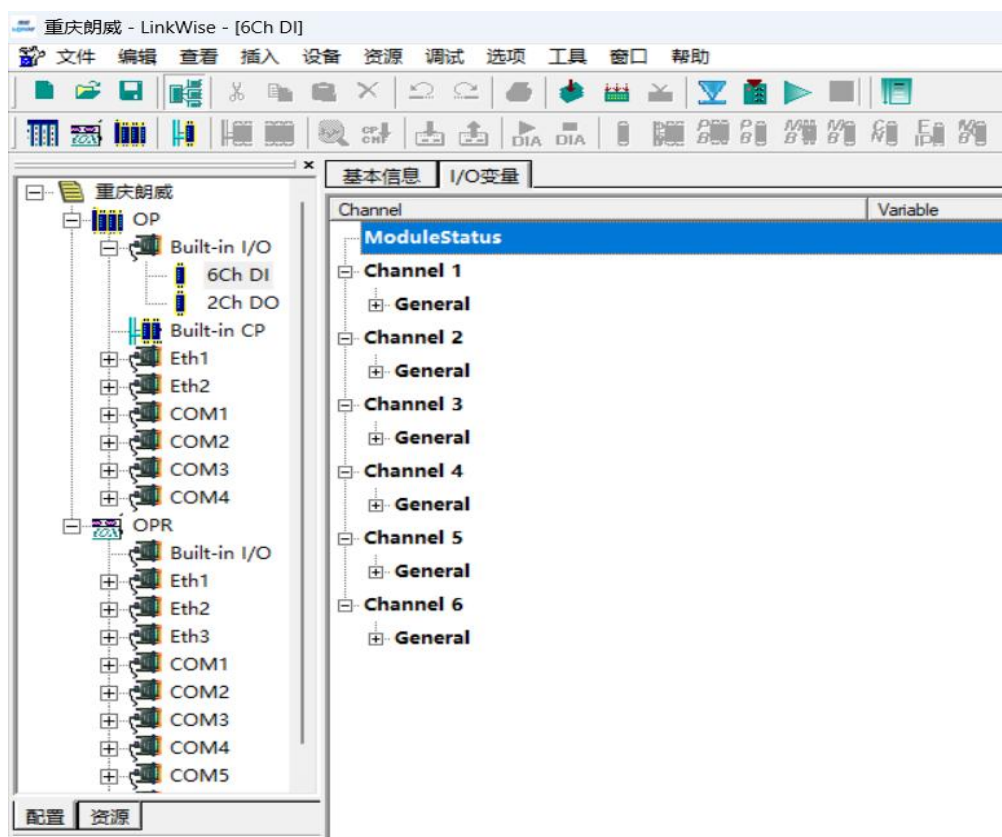 重庆朗威 - LinkWise - [6Ch DI]
文件 编辑 查看 插入 设备 资源 调试 选项 工具 窗口 帮助
DIA DIA
基本信息 I/O变量
Channel Variable
重庆朗威
OP
Built-in I/O
6Ch DI
2Ch DO
Built-in CP
Eth1
Eth2
COM1
COM2
COM3
COM4
OPR
Built-in I/O
Eth1
Eth2
Eth3
COM1
COM2
COM3
COM4
COM5
ModuleStatus
Channel 1
General
Channel 2
General
Channel 3
General
Channel 4
General
Channel 5
General
Channel 6
General
配置 资源